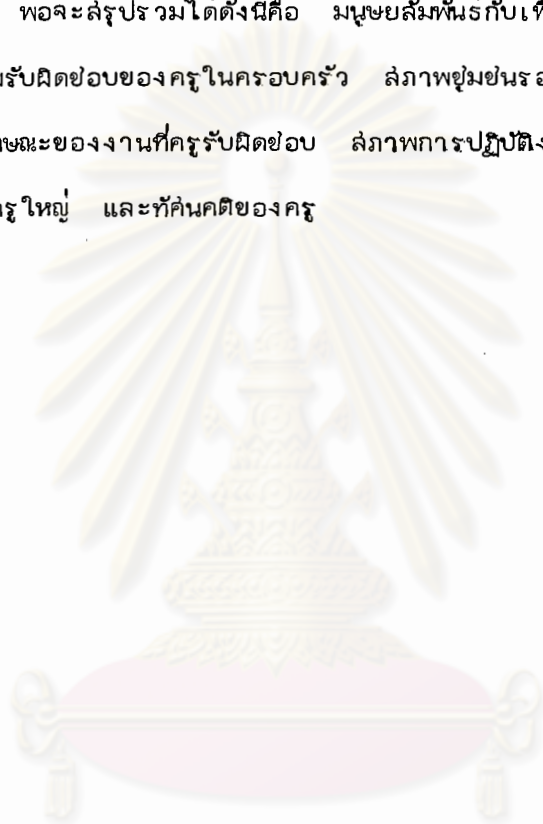 พอจะสรุปรวมได้ดังนี้คือ มนุษยสัมพันธ์กับเ
รับผิดชอบของครูในครอบครัว สภาพชุมชนร
ษณะของงานที่ครูรับผิดชอบ สภาพการปฏิบัติ
รูใหญ่ และทัศนคติของครู